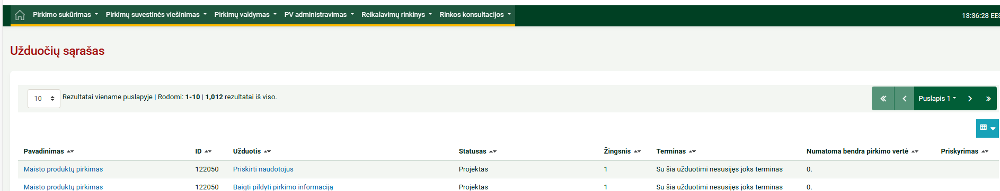 Pirkimo sukūrimas Pirkimų suvestinės viešinimas Pirkimų valdymas PV administravimas Reikalavimų rinkinys Rinkos konsultacijos 13:36:28 EES
Užduočių sąrašas
10 Rezultatai viename puslapyje | Rodomi: 1-10 | 1,012 rezultatai iš viso. « ‹ Puslapis 1 › »
Pavadinimas ID Užduotis Statusas Žingsnis Terminas Numatoma bendra pirkimo vertė Priskyrimas
Maisto produktų pirkimas 122050 Priskirti naudotojus Projektas 1 Su šia užduotimi nesusijęs joks terminas 0.
Maisto produktų pirkimas 122050 Baigti pildyti pirkimo informaciją Projektas 1 Su šia užduotimi nesusijęs joks terminas 0.